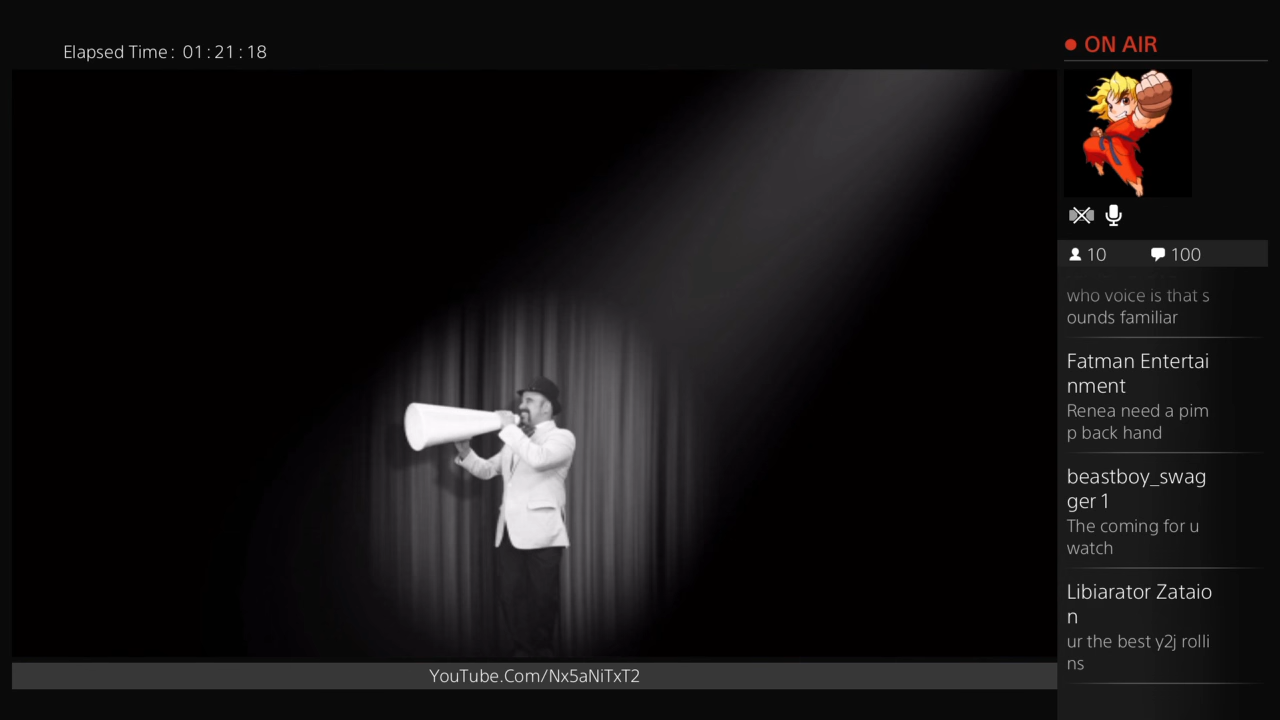 Elapsed Time: 01:21:18
ON AIR
10 100
who voice is that s
ounds familiar
Fatman Entertai
nment
Renea need a pim
p back hand
beastboy_swag
ger 1
The coming for u
watch
Libiarator Zataio
n
ur the best y2j rolli
ns
YouTube.Com/Nx5aNiTxT2